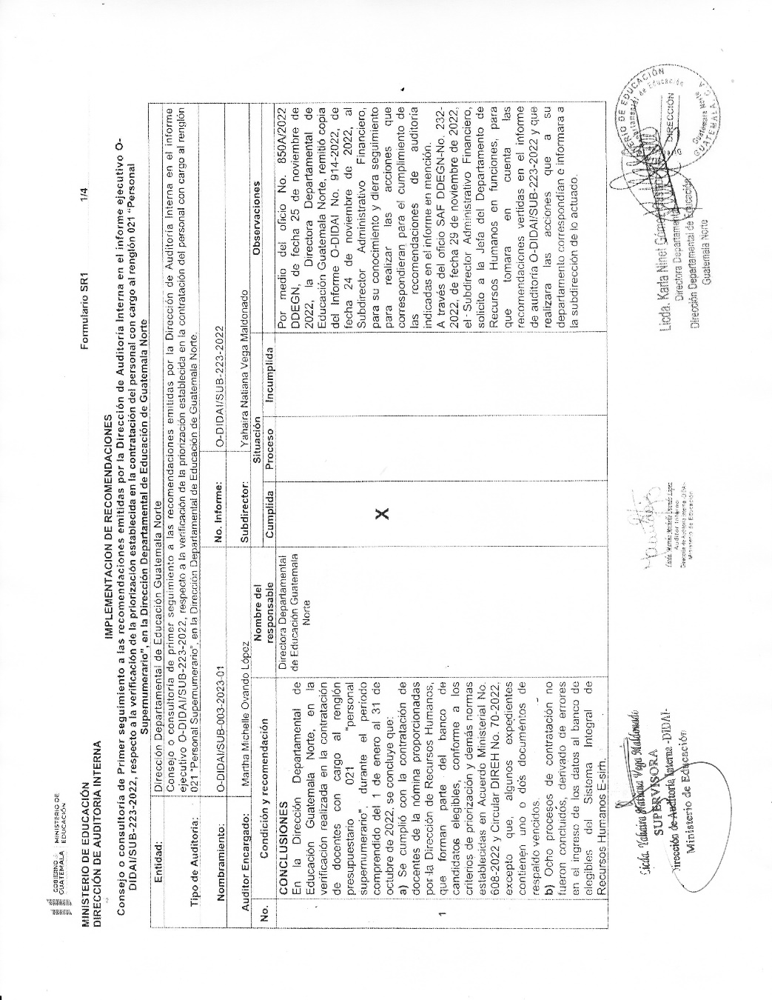 GOBIERNO DE
GUATEMALA
MINISTERIO DE
EDUCACIÓN
MINISTERIO DE EDUCACIÓN
DIRECCIÓN DE AUDITORIA INTERNA
Formulario SR1
1/4
IMPLEMENTACION DE RECOMENDACIONES
Consejo o consultoría de Primer seguimiento a las recomendaciones emitidas por la Dirección de Auditoría Interna en el informe ejecutivo O-
DIDAI/SUB-223-2022, respecto a la verificación de la priorización establecida en la contratación del personal con cargo al renglón 021 "Personal
Supernumerario", en la Dirección Departamental de Educación de Guatemala Norte
Entidad:
Dirección Departamental de Educación Guatemala Norte
Tipo de Auditoria:
Consejo o consultoría de primer seguimiento a las recomendaciones emitidas por la Dirección de Auditoría Interna en el informe
ejecutivo O-DIDAI/SUB-223-2022, respecto a la verificación de la priorización establecida en la contratación del personal con cargo al renglón
021 "Personal Supernumerario", en la Dirección Departamental de Educación de Guatemala Norte.
Nombramiento:
O-DIDAI/SUB-003-2023-01
No. Informe:
O-DIDAI/SUB-223-2022
Auditor Encargado:
Martha Michelle Ovando López
Subdirector:
Yahaira Natiana Vega Maldonado
No.
Condición y recomendación
Nombre del
responsable
Situación
Cumplida
Proceso
Incumplida
Observaciones
1
CONCLUSIONES
En la Dirección Departamental de
Educación Guatemala Norte, en la
verificación realizada en la contratación
de docentes con cargo al renglón
presupuestario 021 "personal
supernumerario", durante el período
comprendido del 1 de enero al 31 de
octubre de 2022, se concluye que:
a) Se cumplió con la contratación de
docentes de la nómina proporcionadas
por la Dirección de Recursos Humanos,
que forman parte del banco de
candidatos elegibles, conforme a los
criterios de priorización y demás normas
establecidas en Acuerdo Ministerial No.
608-2022 y Circular DIREH No. 70-2022,
excepto que, algunos expedientes
contienen uno o dos documentos de
respaldo vencidos.
b) Ocho procesos de contratación no
fueron concluidos, derivado de errores
en el ingreso de los datos al banco de
elegibles del Sistema Integral de
Recursos Humanos E-sirh.
Directora Departamental
de Educación Guatemala
Norte
X
Por medio del oficio No. 850A/2022
DDEGN, de fecha 25 de noviembre de
2022, la Directora Departamental de
Educación Guatemala Norte, remitió copia
del Informe O-DIDAI No. 914-2022, de
fecha 24 de noviembre de 2022, al
Subdirector Administrativo Financiero,
para su conocimiento y diera seguimiento
para realizar las acciones que
correspondieran para el cumplimiento de
las recomendaciones de auditoria
indicadas en el informe en mención.
A través del oficio SAF DDEGN-No. 232-
2022, de fecha 29 de noviembre de 2022,
el Subdirector Administrativo Financiero,
solicito a la Jefa del Departamento de
Recursos Humanos en funciones, para
que tomara en cuenta las
recomendaciones vertidas en el informe
de auditoría O-DIDAI/SUB-223-2022 y que
realizara las acciones que a su
departamento correspondían e informara a
la subdirección de lo actuado.
Licda. Yahaira Natiana Vega Maldonado
SUPERVISORA
Dirección de Auditoría Interna -DIDAI-
Ministerio de Educación
Licda. Martha Michelle Ovando López
Auditor Interno
Dirección de Auditoría Interna -DIDAI-
Ministerio de Educación
Licda. Karla Ninet
Directora Departamental
Dirección Departamental de Educación
Guatemala Norte
DIRECCIÓN
Guatemala Norte
GUATEMALA